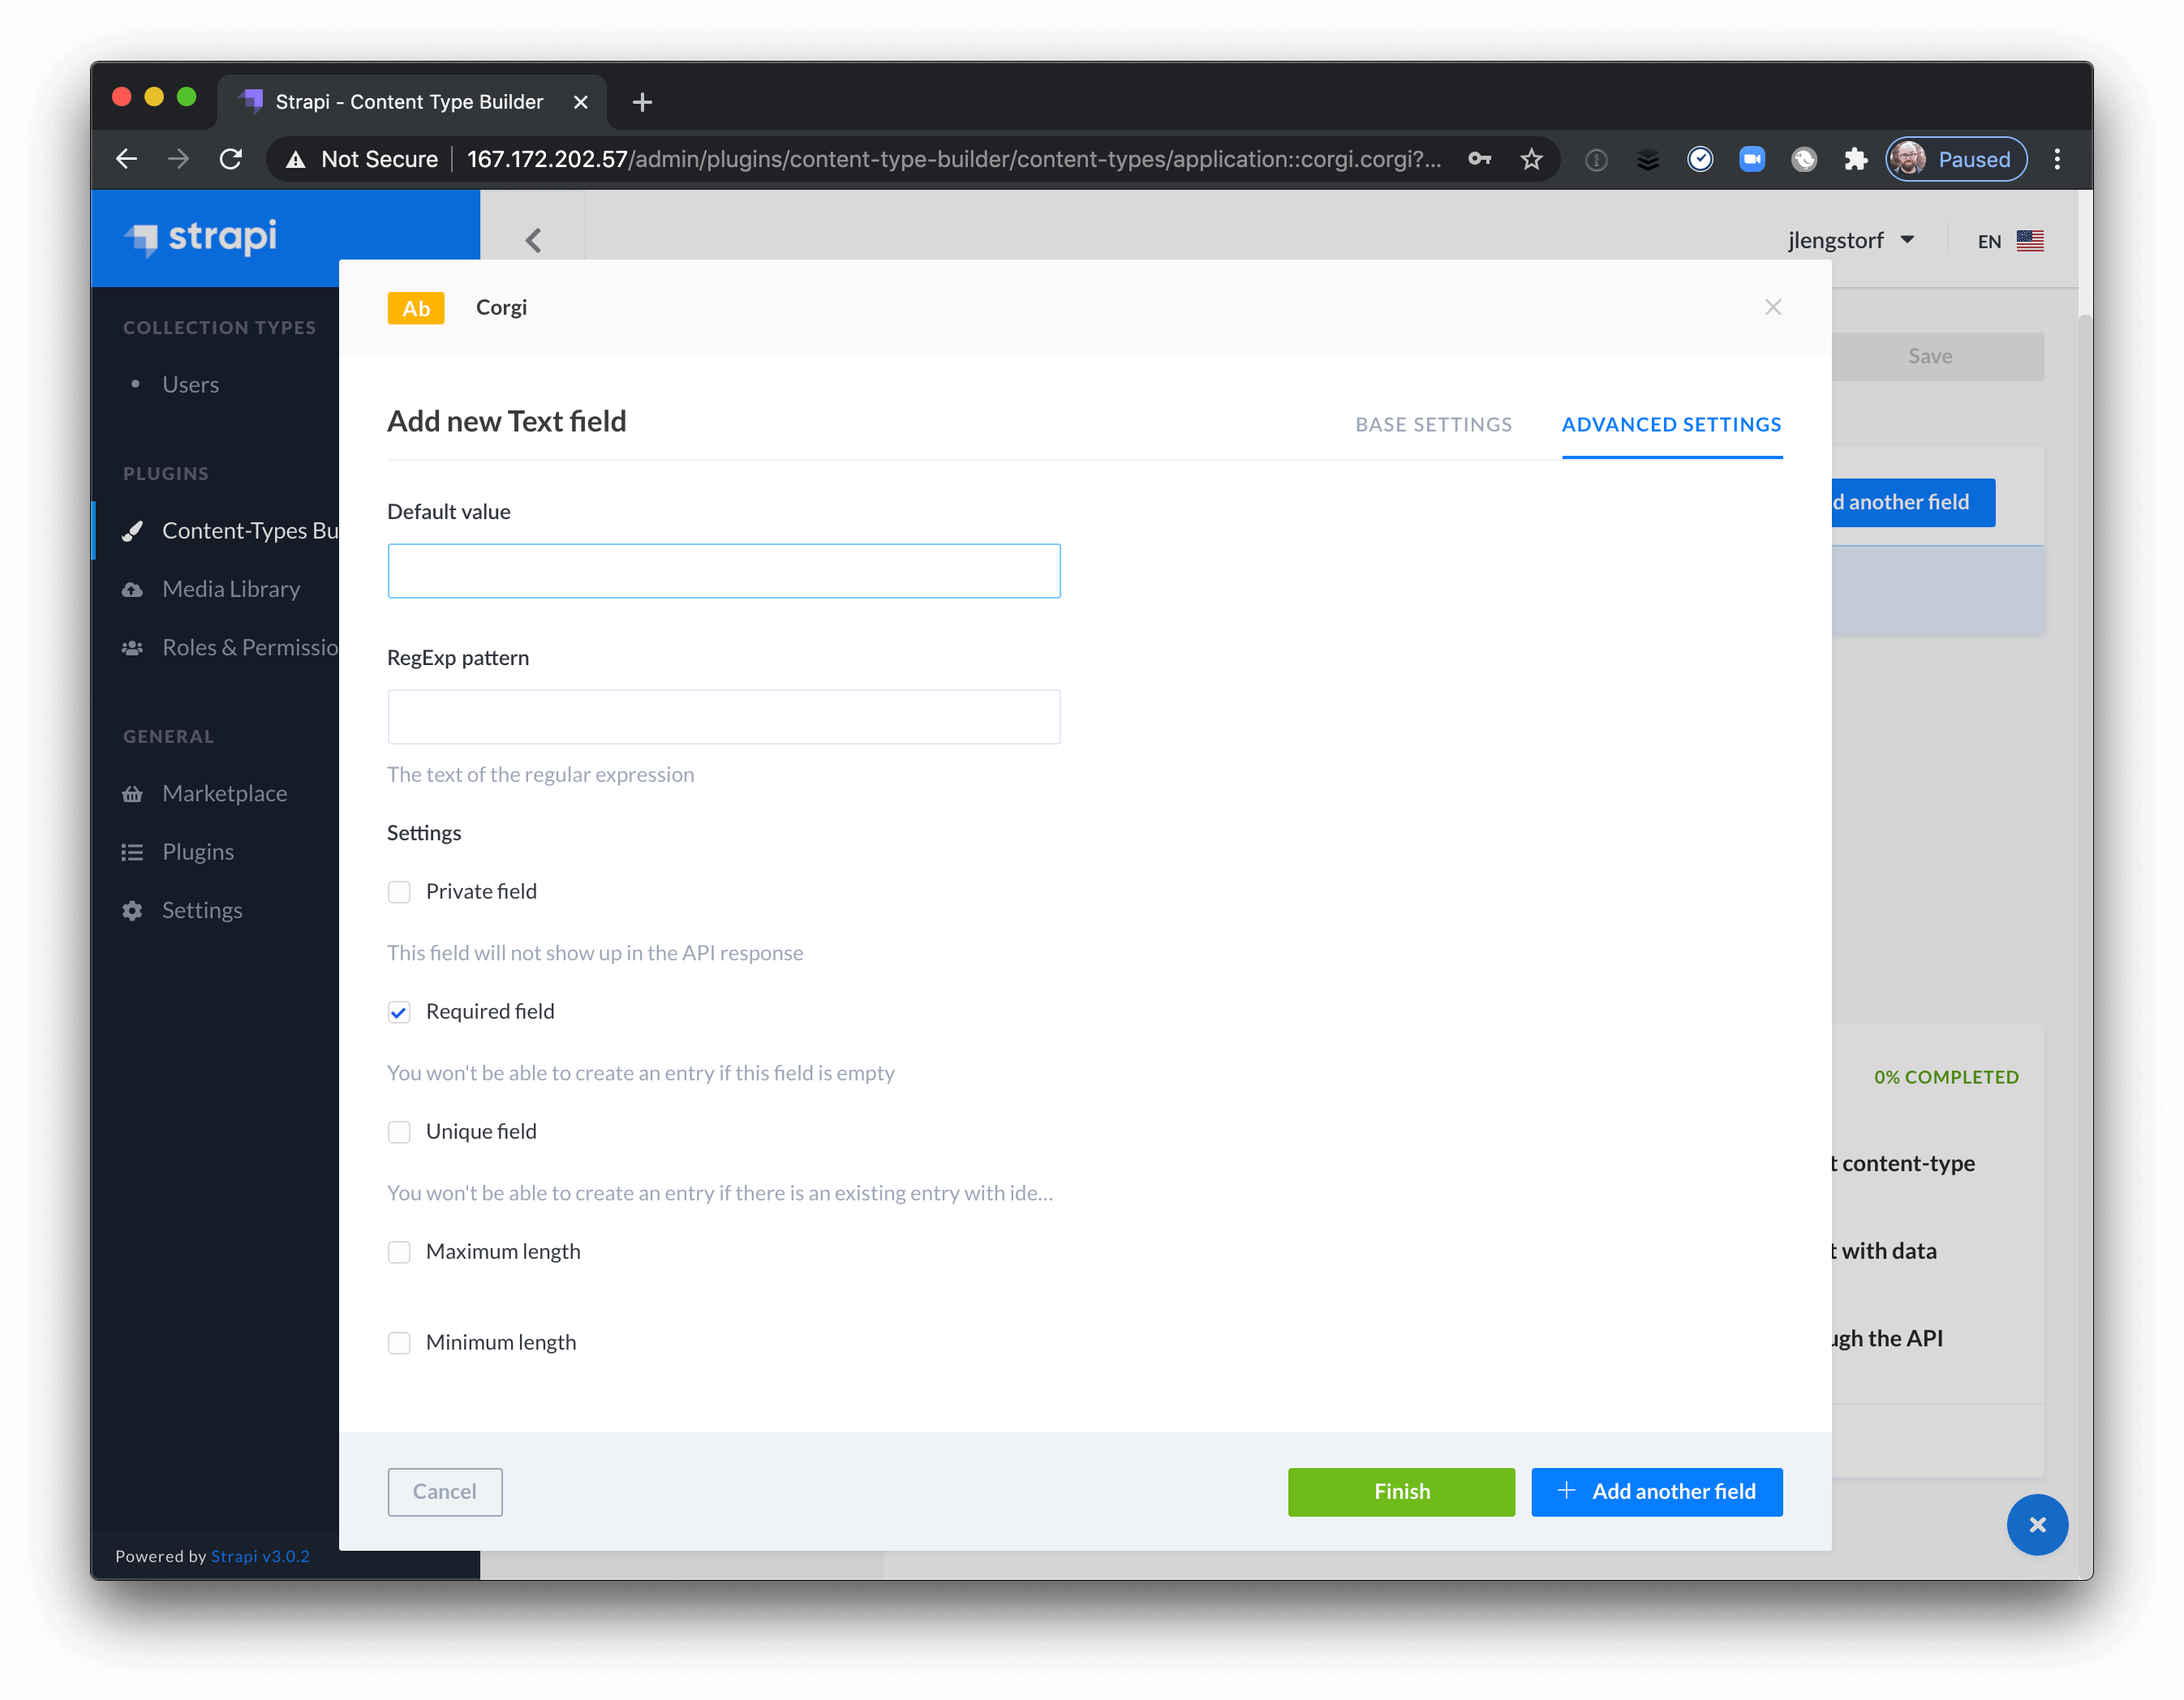 Strapi - Content Type Builder
Not Secure 167.172.202.57/admin/plugins/content-type-builder/content-types/application::corgi.corgi?... Paused
strapi
jlengstorf EN
Ab Corgi
COLLECTION TYPES
Save
Users
Add new Text field BASE SETTINGS ADVANCED SETTINGS
PLUGINS
d another field
Default value
Content-Types Bu
Media Library
Roles & Permissio
RegExp pattern
GENERAL
The text of the regular expression
Marketplace
Settings
Plugins
Private field
Settings
This field will not show up in the API response
Required field
You won't be able to create an entry if this field is empty
0% COMPLETED
Unique field
t content-type
You won't be able to create an entry if there is an existing entry with ide...
Maximum length
t with data
Minimum length
ugh the API
Cancel Finish + Add another field
Powered by Strapi v3.0.2